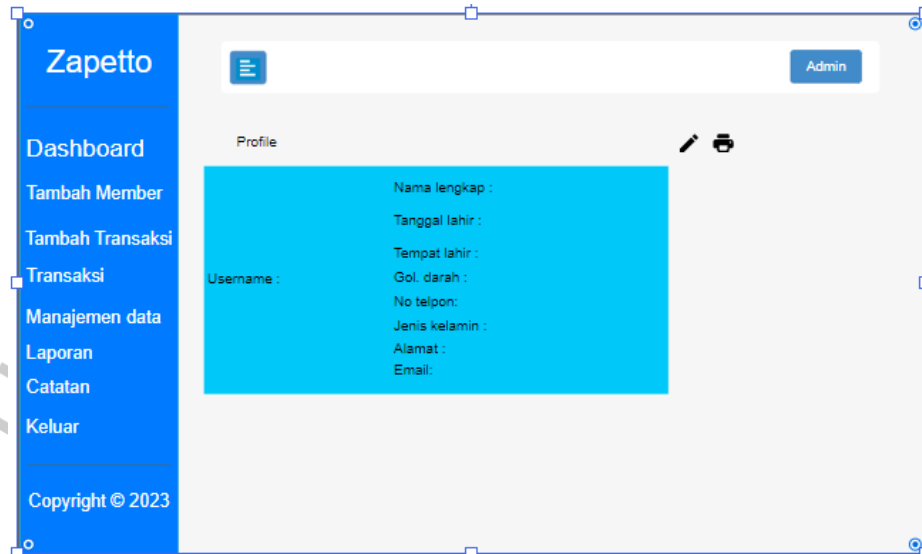 Zapetto
Dashboard
Tambah Member
Tambah Transaksi
Transaksi
Manajemen data
Laporan
Catatan
Keluar
Copyright © 2023
Admin
Profile
Username :
Nama lengkap :
Tanggal lahir :
Tempat lahir :
Gol. darah :
No telpon:
Jenis kelamin :
Alamat :
Email: